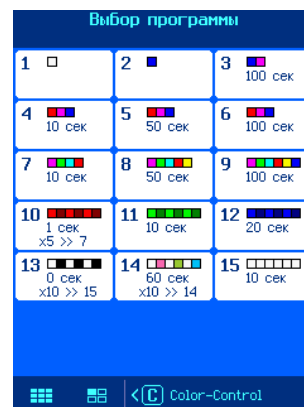 Выбор программы
1 2 3
100 сек
4 5 6
10 сек 50 сек 100 сек
7 8 9
10 сек 50 сек 100 сек
10 11 12
1 сек 10 сек 20 сек
x5 >> 7
13 14 15
0 сек 60 сек 10 сек
x10 >> 15 x10 >> 14
<[C] Color-Control